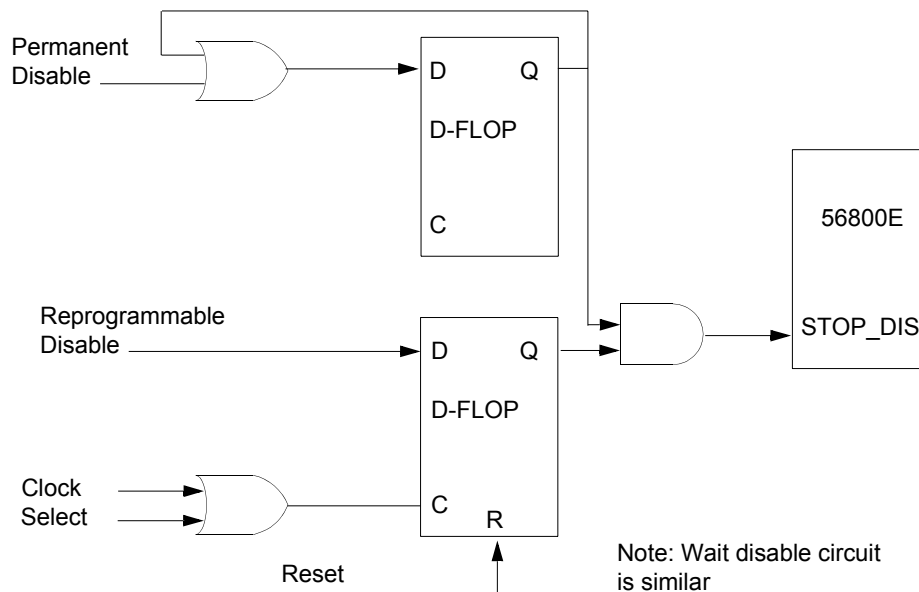 Permanent
Disable
D Q
D-FLOP
C
56800E
STOP_DIS
Reprogrammable
Disable
D Q
D-FLOP
Clock
Select
C
R
Reset
Note: Wait disable circuit
is similar